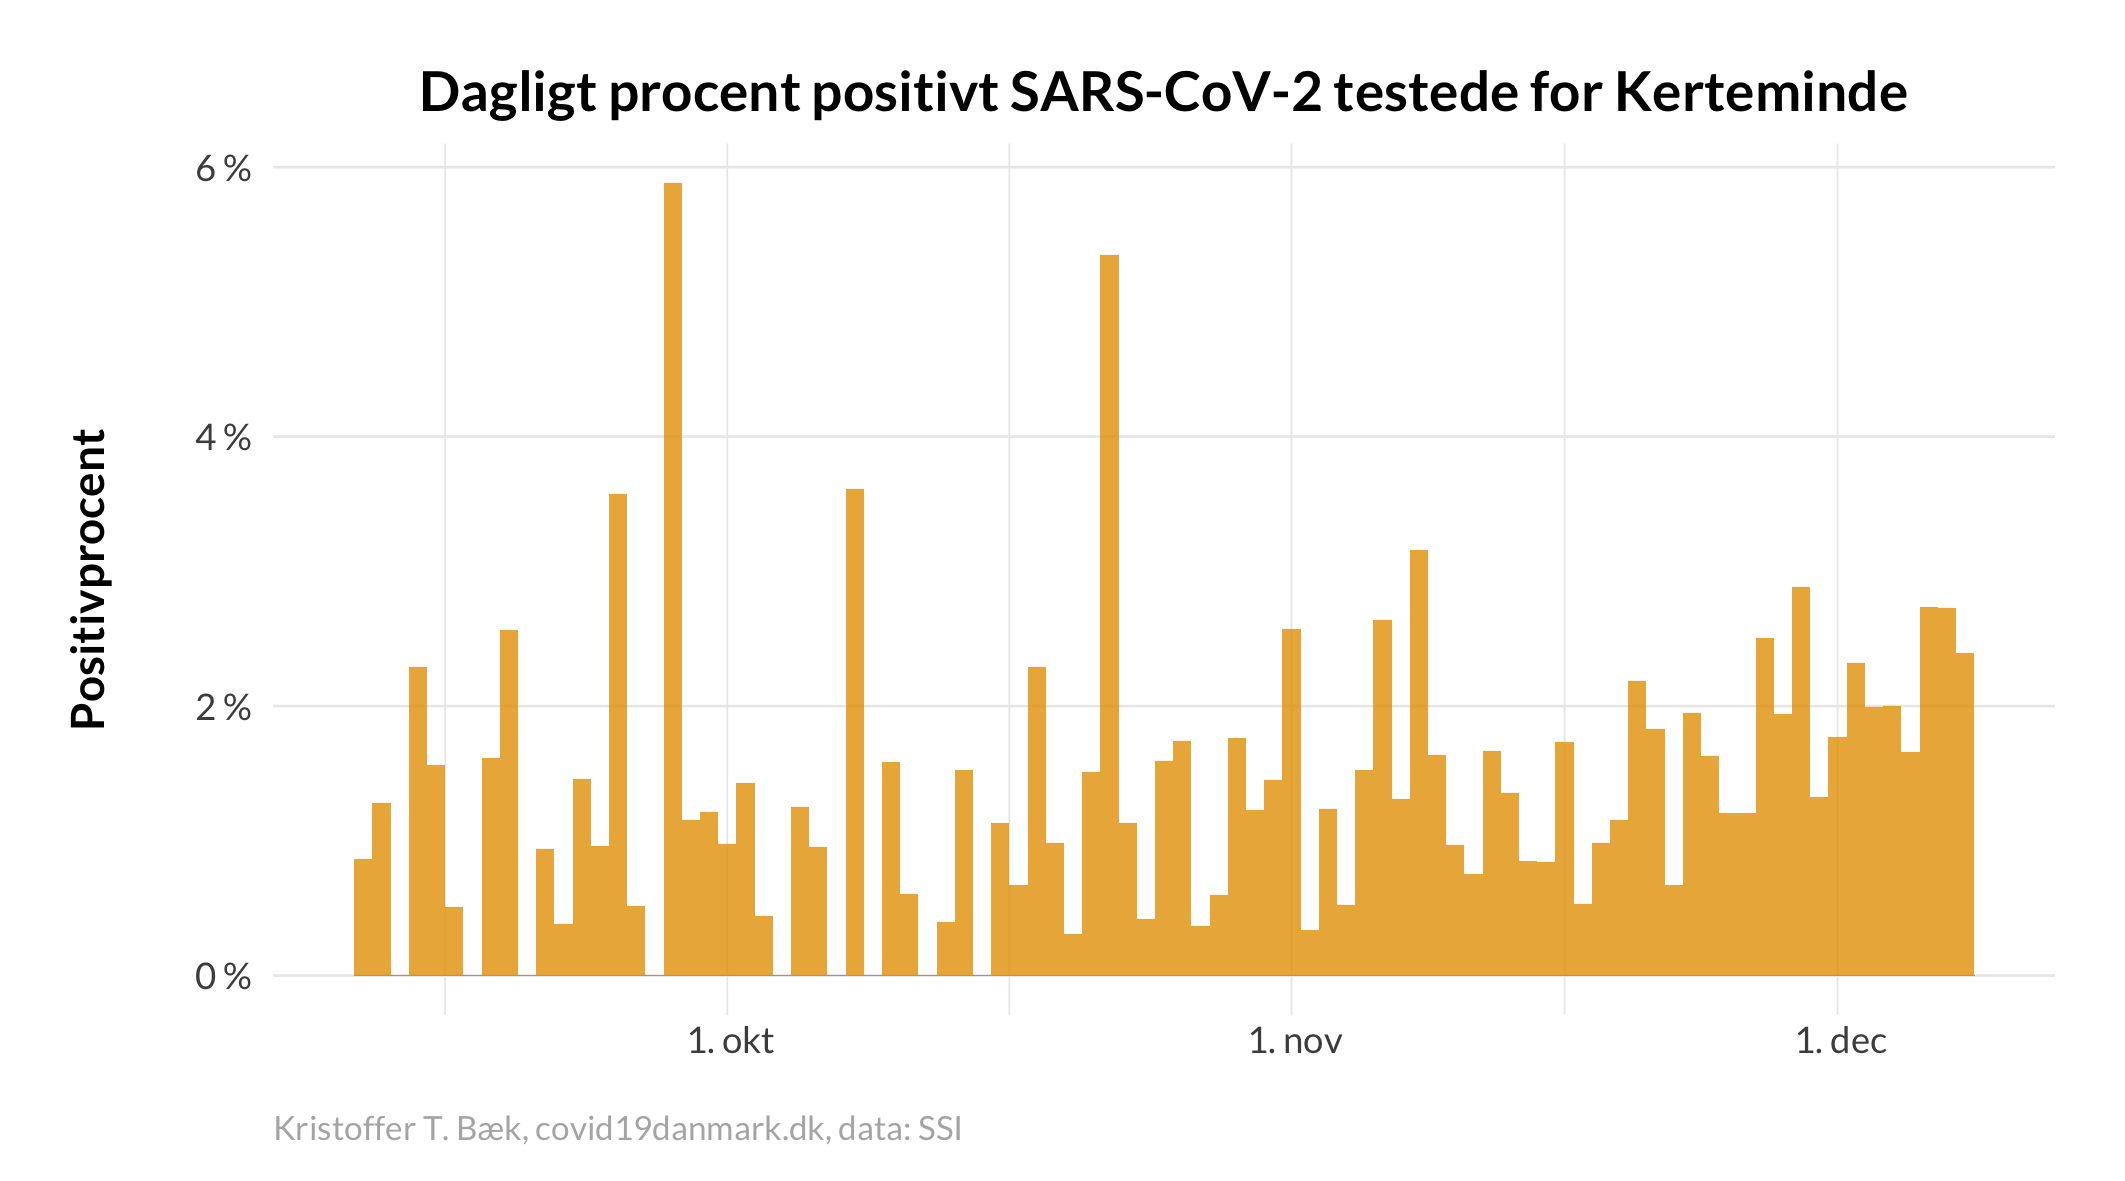 Dagligt procent positivt SARS-CoV-2 testede for Kerteminde
Positivprocent
6 %
4 %
2 %
0 %
1. okt
1. nov
1. dec
Kristoffer T. Bæk, covid19danmark.dk, data: SSI